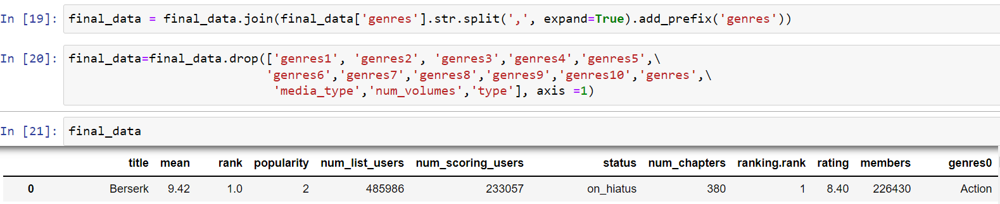 In [19]: final_data = final_data.join(final_data['genres'].str.split(',', expand=True).add_prefix('genres'))
In [20]: final_data=final_data.drop(['genres1', 'genres2', 'genres3','genres4','genres5',\
'genres6','genres7','genres8','genres9','genres10','genres',\
'media_type','num_volumes','type'], axis =1)
In [21]: final_data
title mean rank popularity num_list_users num_scoring_users status num_chapters ranking.rank rating members genres0
0 Berserk 9.42 1.0 2 485986 233057 on_hiatus 380 1 8.40 226430 Action